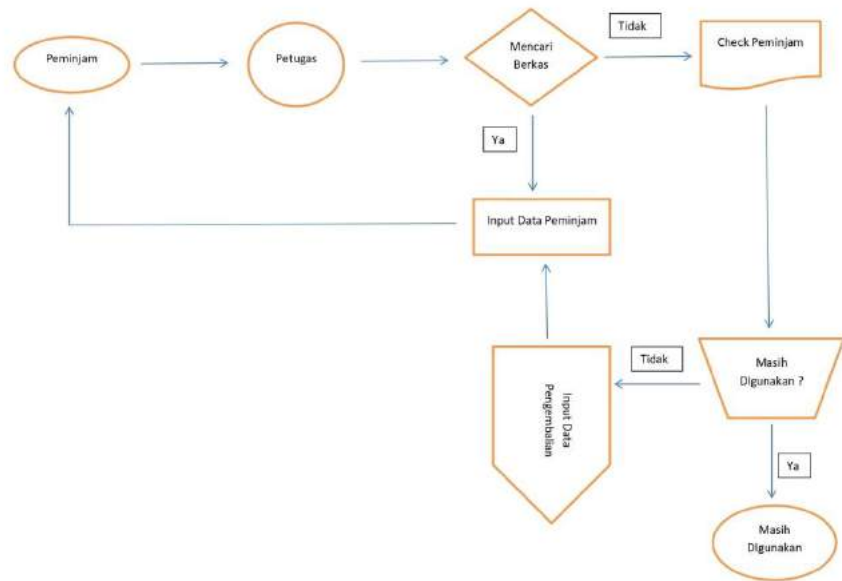 Peminjam
Petugas
Mencari
Berkas
Tidak
Check Peminjam
Ya
Input Data Peminjam
Input Data
Pengembalian
Tidak
Masih
Digunakan ?
Ya
Masih
Digunakan